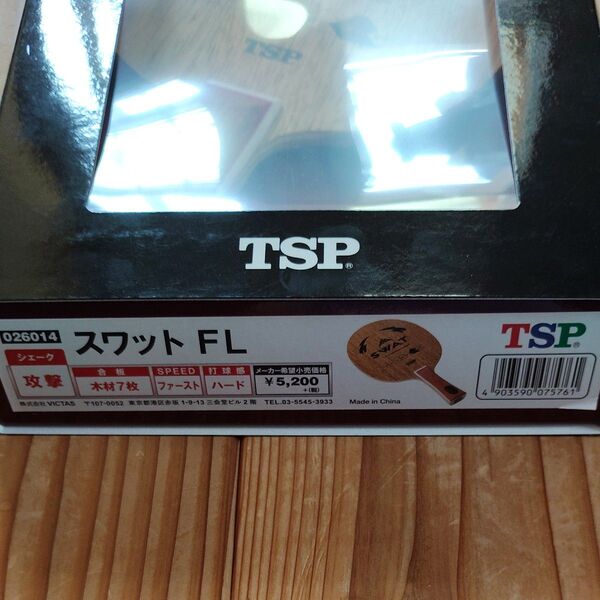 TSP
TSP®
026014 スワット FL
シェーク 攻撃
合板 木材7枚
SPEED ファースト
打球感 ハード
メーカー希望小売価格 ¥5,200 +(税)
SWAT
Made in China
TSP®
4 903590 075761
株式会社 VICTAS 〒107-0052 東京都港区赤坂1-9-13 三会堂ビル2階 TEL.03-5545-3933